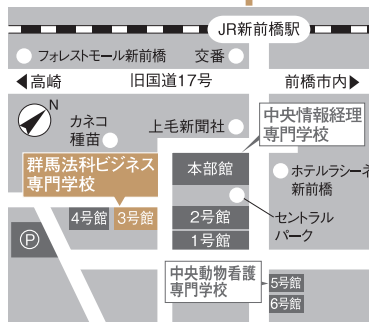 JR新前橋駅
フォレストモール新前橋
交番
◀高崎
旧国道17号
前橋市内▶
N
カネコ
種苗
上毛新聞社
中央情報経理
専門学校
群馬法科ビジネス
専門学校
本部館
ホテルラシーネ
新前橋
4号館
3号館
2号館
セントラル
パーク
P
1号館
中央動物看護
専門学校
5号館
6号館